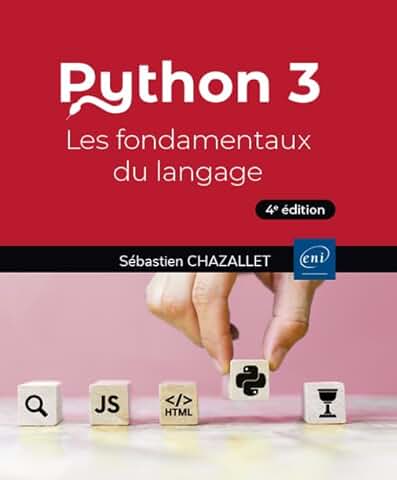 Python 3
Les fondamentaux
du langage
4e édition
Sébastien CHAZALLET
eni
JS
</>
HTML